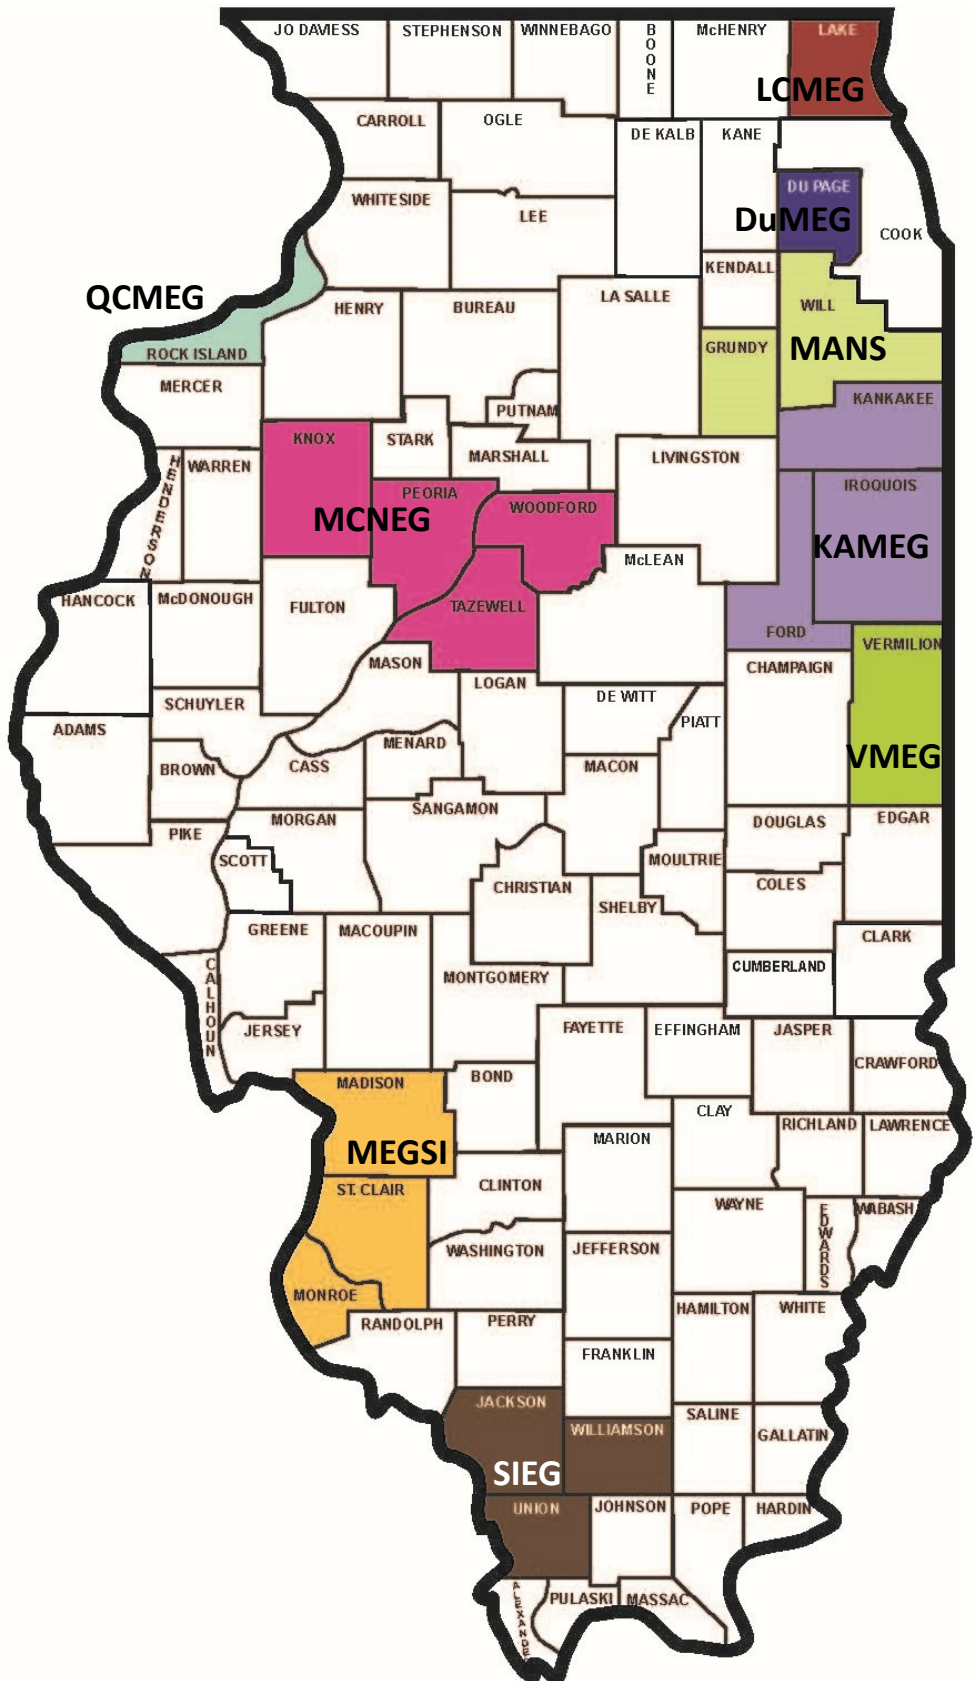 JO DAVIESS
STEPHENSON
WINNEBAGO
BOONE
McHENRY
LAKE
LCMEG
CARROLL
OGLE
DE KALB
KANE
DU PAGE
DuMEG
COOK
WHITESIDE
LEE
KENDALL
QCMEG
ROCK ISLAND
HENRY
BUREAU
LA SALLE
WILL
GRUNDY
MANS
MERCER
KANKAKEE
PUTNAM
KNOX
STARK
MARSHALL
LIVINGSTON
HENDERSON
WARREN
PEORIA
MCNEG
WOODFORD
IROQUOIS
KAMEG
McLEAN
HANCOCK
McDONOUGH
FULTON
TAZEWELL
FORD
VERMILION
MASON
LOGAN
CHAMPAIGN
DE WITT
PIATT
SCHUYLER
ADAMS
MENARD
VMEG
BROWN
CASS
MACON
SANGAMON
PIKE
MORGAN
DOUGLAS
EDGAR
SCOTT
MOULTRIE
CHRISTIAN
COLES
SHELBY
GREENE
MACOUPIN
CLARK
CALHOUN
MONTGOMERY
CUMBERLAND
JERSEY
FAYETTE
EFFINGHAM
JASPER
CRAWFORD
MADISON
BOND
CLAY
RICHLAND
LAWRENCE
MEGSI
MARION
ST. CLAIR
CLINTON
WAYNE
EDWARDS
WABASH
WASHINGTON
JEFFERSON
MONROE
RANDOLPH
PERRY
HAMILTON
WHITE
FRANKLIN
JACKSON
WILLIAMSON
SALINE
GALLATIN
SIEG
UNION
JOHNSON
POPE
HARDIN
ALEXANDE
PULASKI
MASSAC